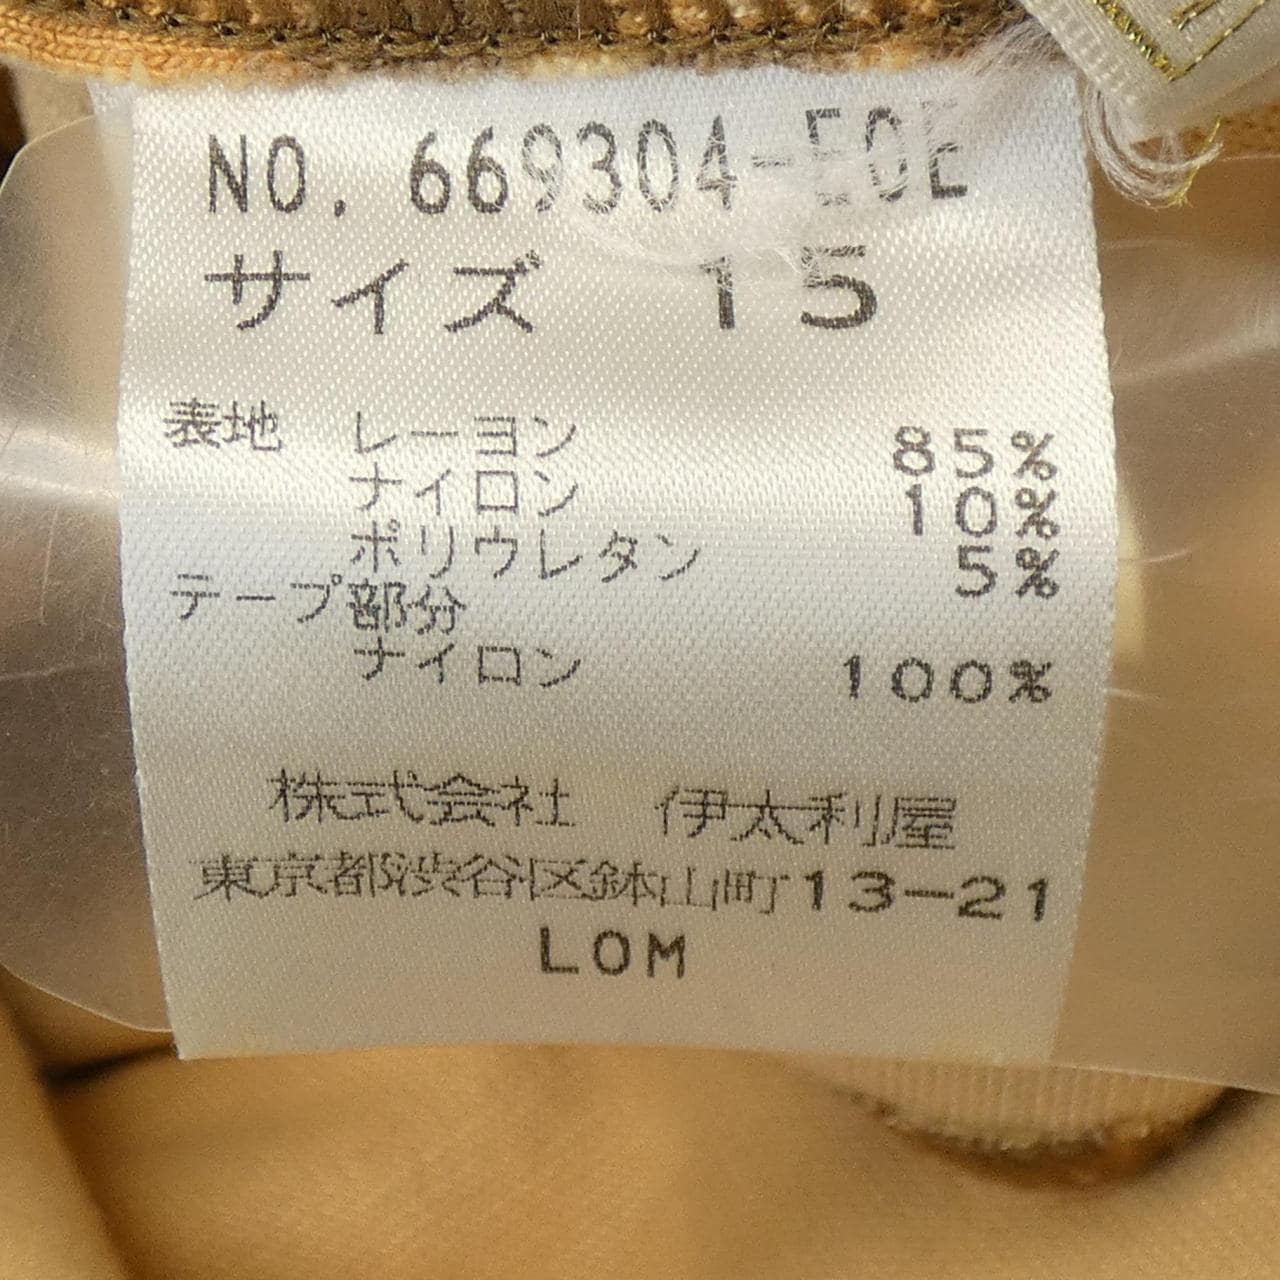 NO. 669304-E0E
サイズ 15
表地 レーヨン 85%
ナイロン 10%
ポリウレタン 5%
テープ部分
ナイロン 100%
株式会社 伊太利屋
東京都渋谷区鉢山町13-21
LOM